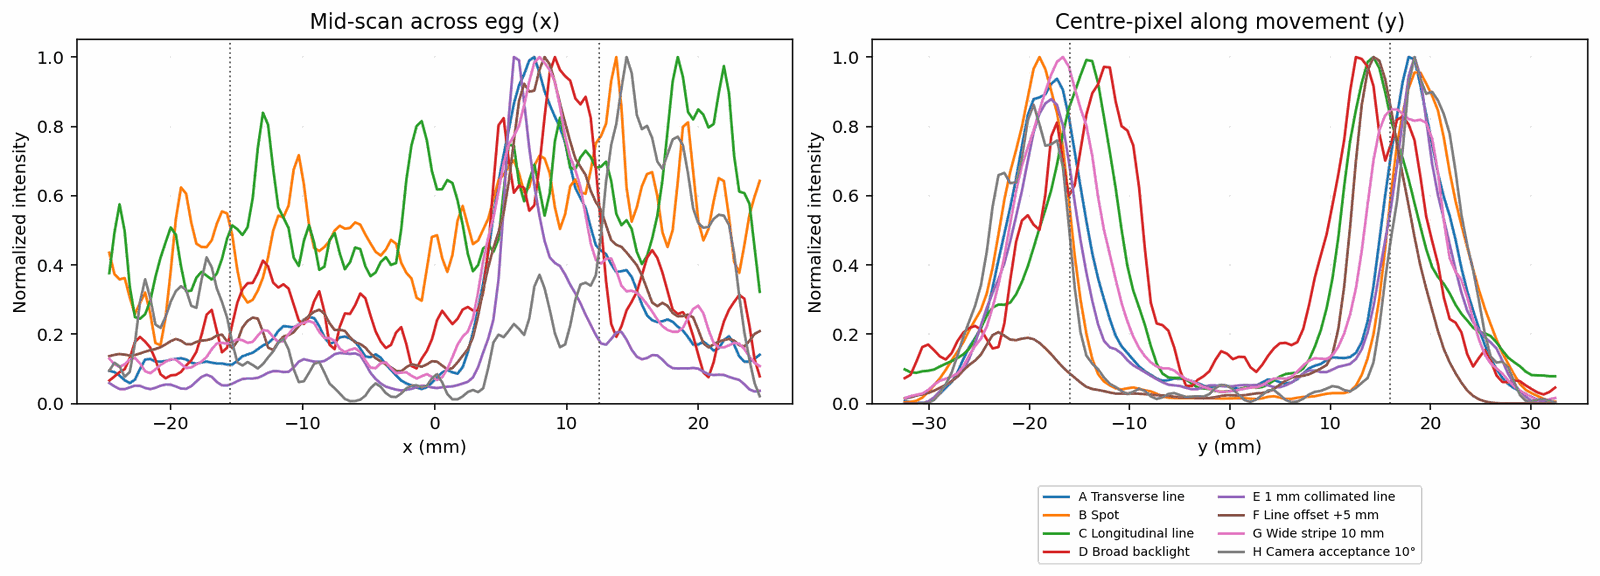 Mid-scan across egg (x)
Normalized intensity
1.0
0.8
0.6
0.4
0.2
0.0
−20
−10
0
10
20
x (mm)
Centre-pixel along movement (y)
Normalized intensity
1.0
0.8
0.6
0.4
0.2
0.0
−30
−20
−10
0
10
20
30
y (mm)
A Transverse line
B Spot
C Longitudinal line
D Broad backlight
E 1 mm collimated line
F Line offset +5 mm
G Wide stripe 10 mm
H Camera acceptance 10°